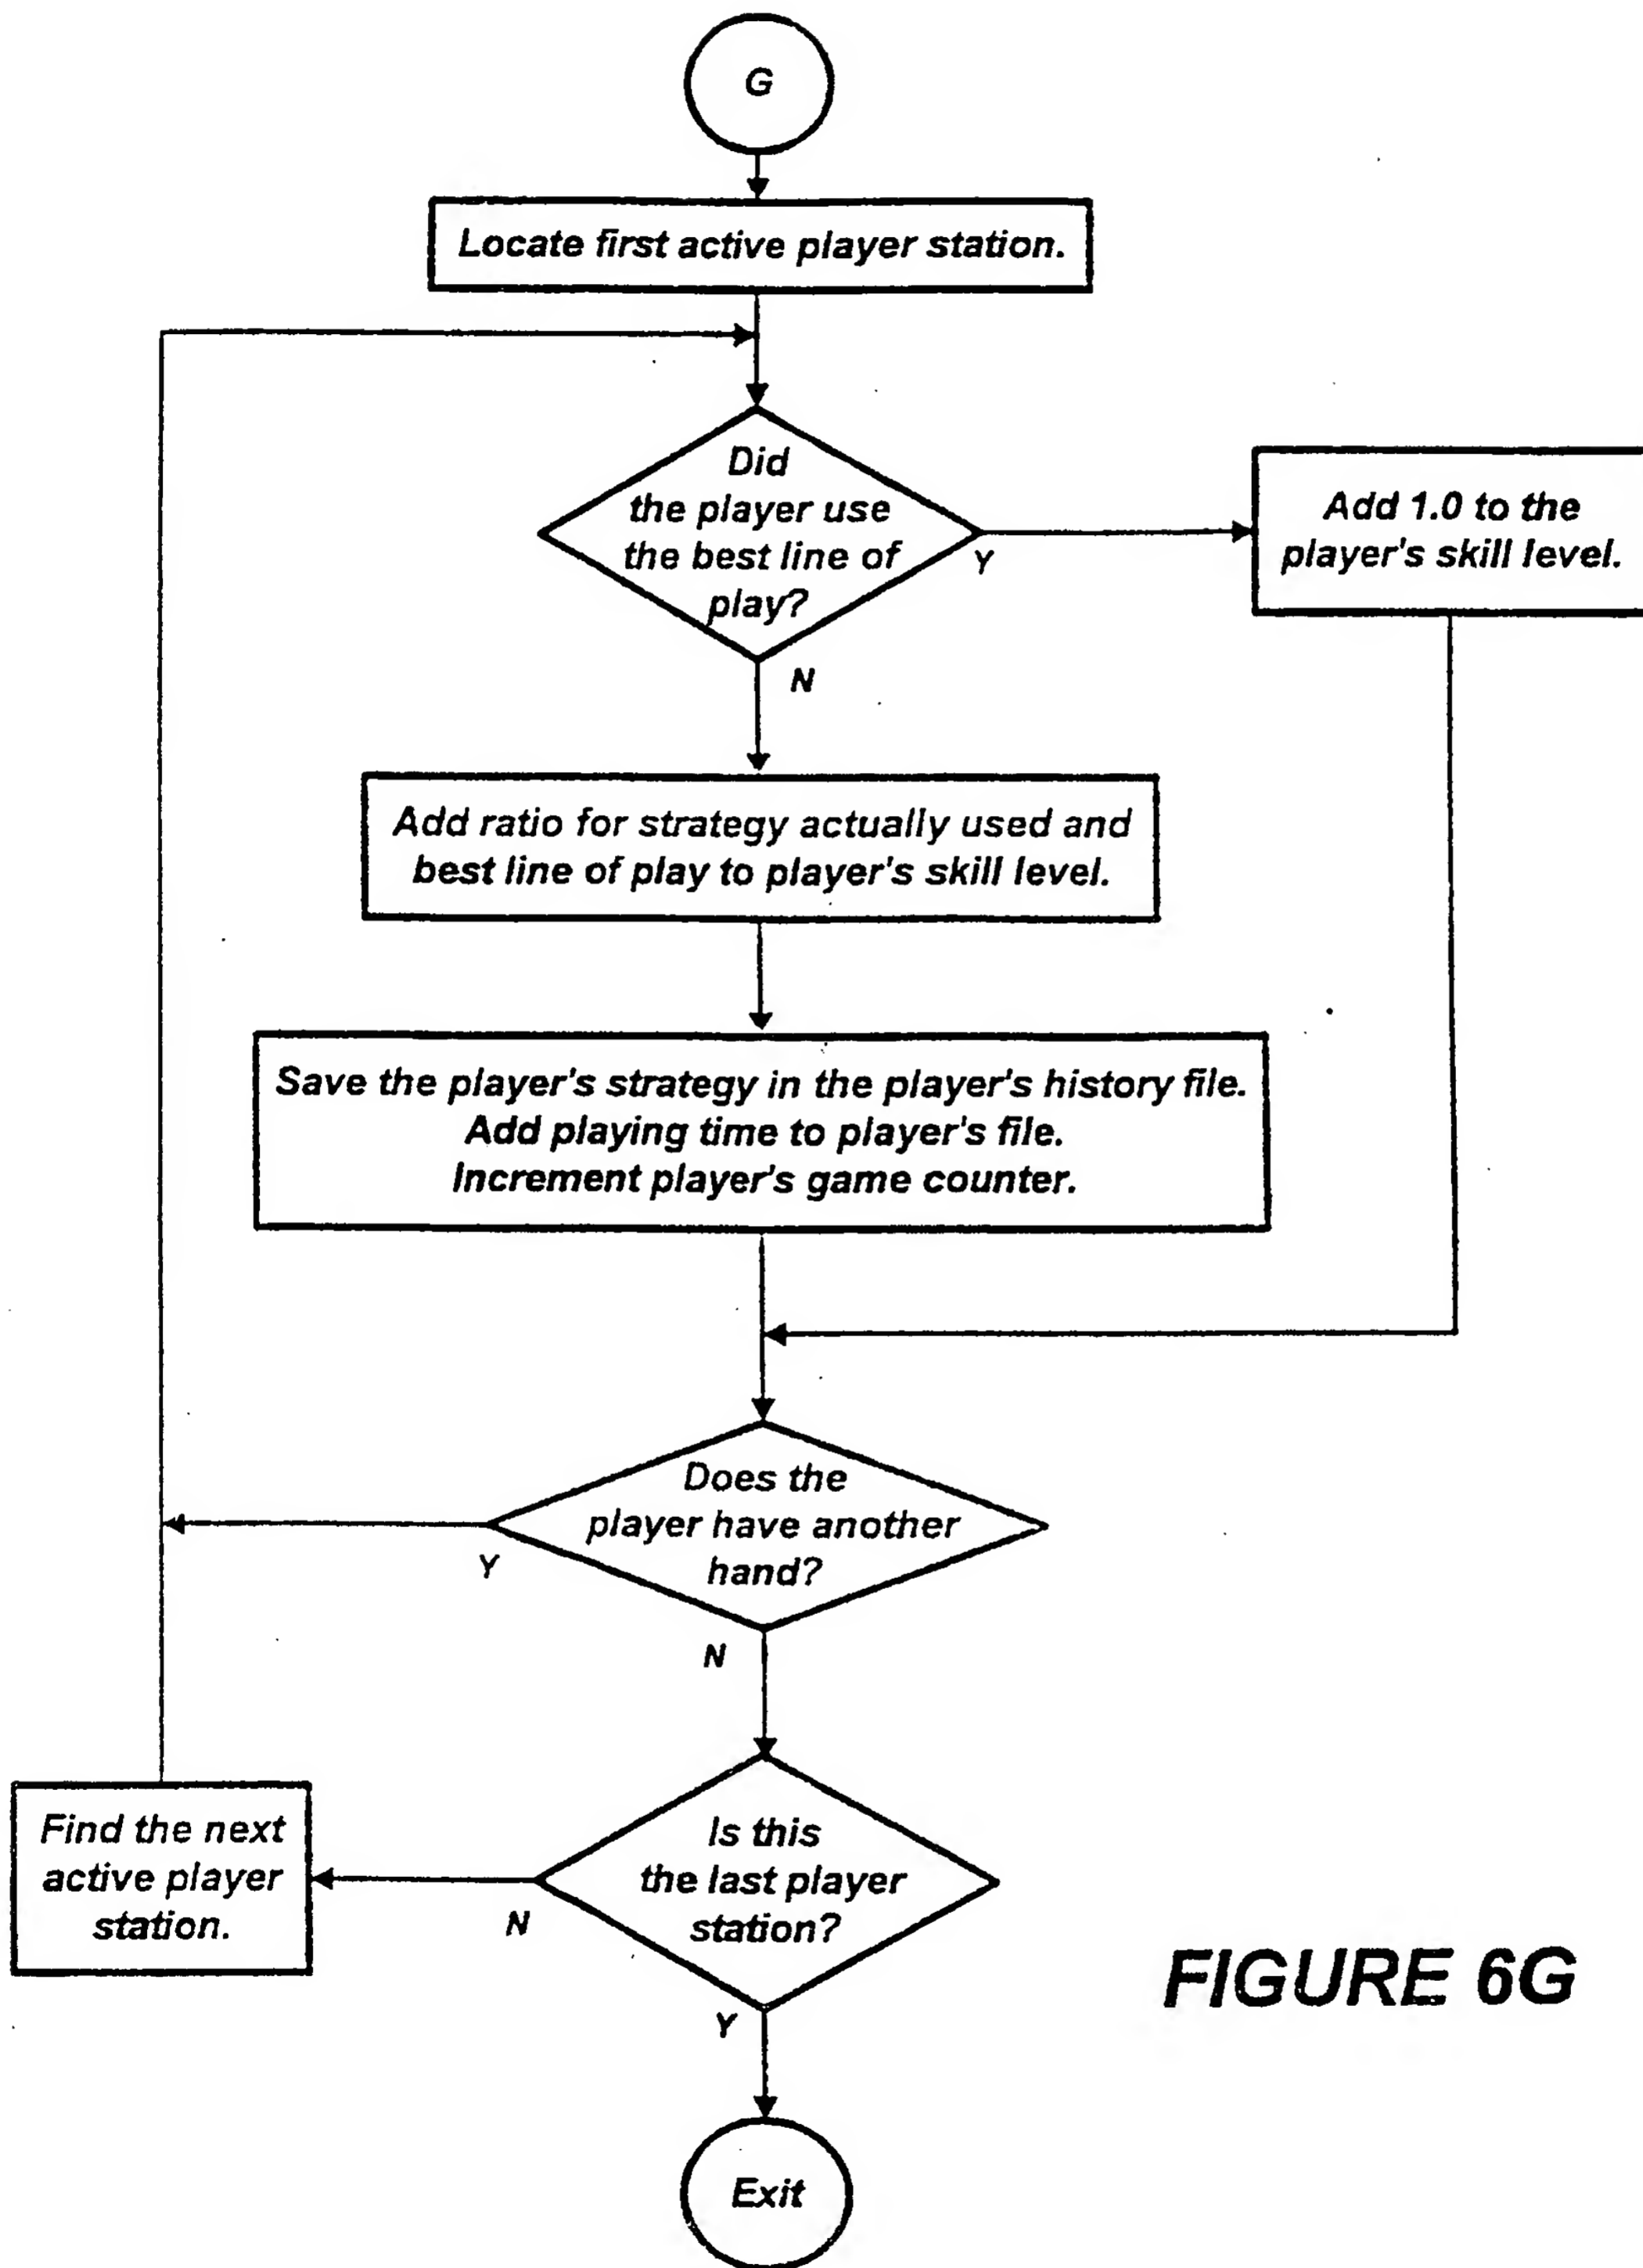 G
Locate first active player station.
Did
the player use
the best line of
play?
Y
Add 1.0 to the
player's skill level.
N
Add ratio for strategy actually used and
best line of play to player's skill level.
Save the player's strategy in the player's history file.
Add playing time to player's file.
Increment player's game counter.
Does the
player have another
hand?
Y
N
Is this
the last player
station?
N
Find the next
active player
station.
Y
Exit
FIGURE 6G